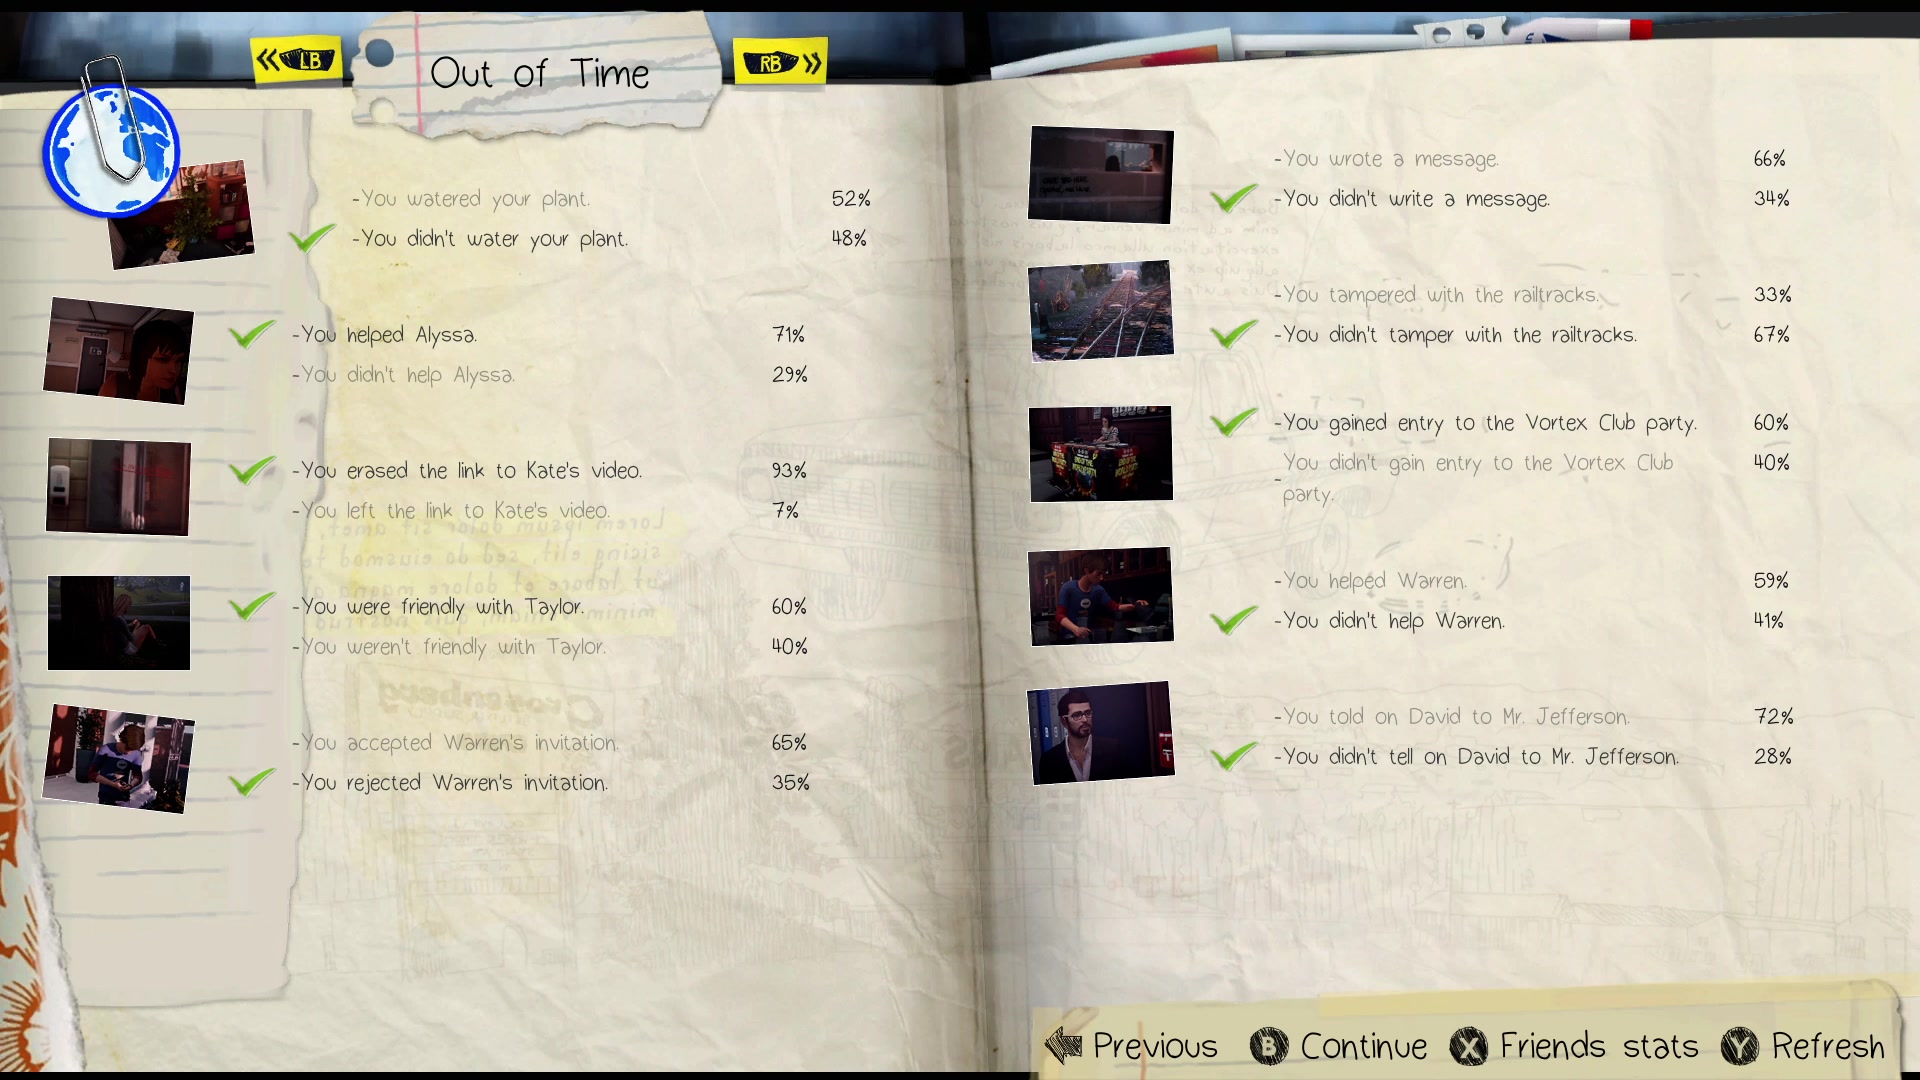 LB
Out of Time
RB
-You watered your plant. 52%
-You didn't water your plant. 48%
-You helped Alyssa. 71%
-You didn't help Alyssa. 29%
-You erased the link to Kate's video. 93%
-You left the link to Kate's video. 7%
-You were friendly with Taylor. 60%
-You weren't friendly with Taylor. 40%
-You accepted Warren's invitation. 65%
-You rejected Warren's invitation. 35%
-You wrote a message. 66%
-You didn't write a message. 34%
-You tampered with the railtracks. 33%
-You didn't tamper with the railtracks. 67%
-You gained entry to the Vortex Club party. 60%
-You didn't gain entry to the Vortex Club 40%
party.
-You helped Warren. 59%
-You didn't help Warren. 41%
-You told on David to Mr. Jefferson. 72%
-You didn't tell on David to Mr. Jefferson. 28%
Previous B Continue X Friends stats Y Refresh